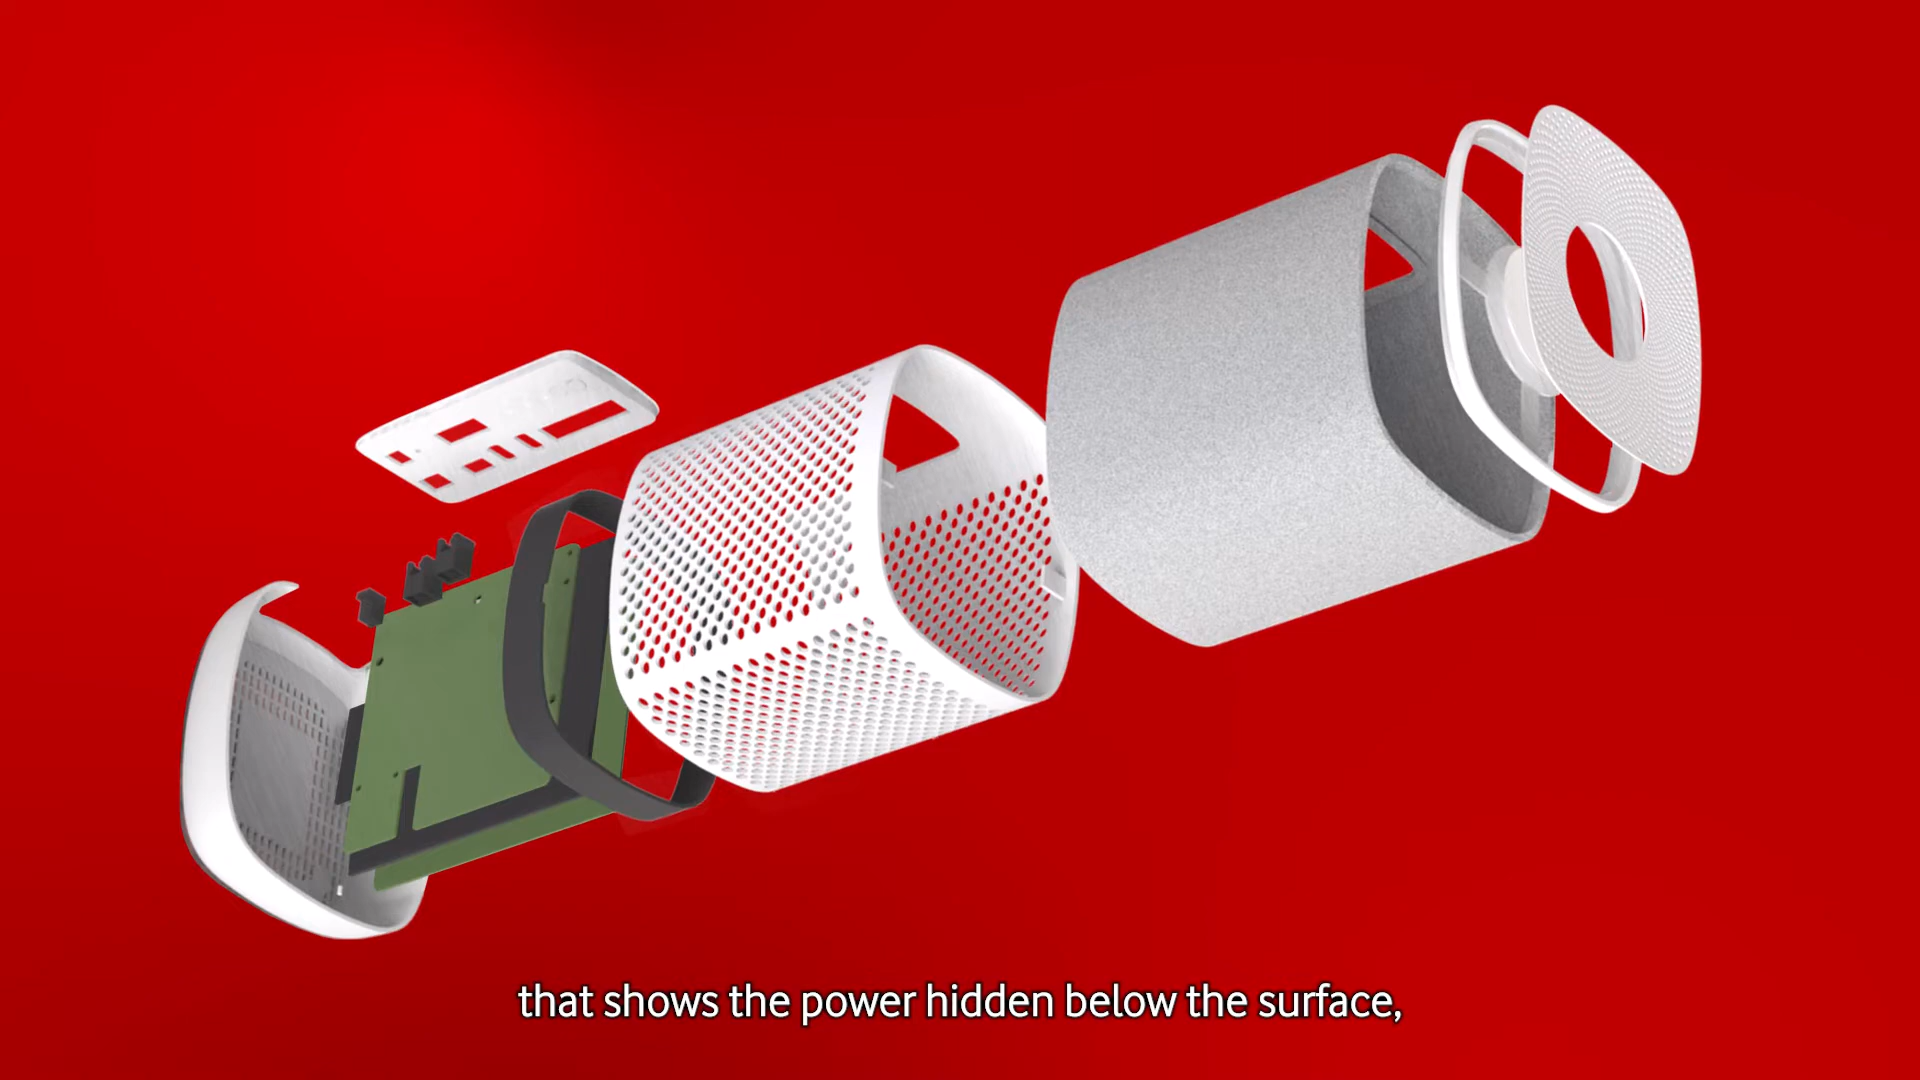 that shows the power hidden below the surface,